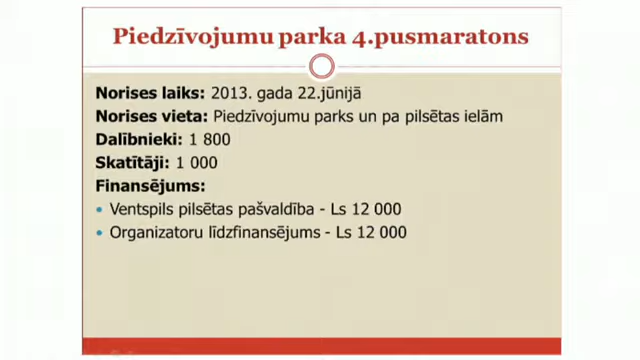 Piedzīvojumu parka 4.pusmaratons
Norises laiks: 2013. gada 22.jūnijā
Norises vieta: Piedzīvojumu parks un pa pilsētas ielām
Dalībnieki: 1 800
Skatītāji: 1 000
Finansējums:
• Ventspils pilsētas pašvaldība - Ls 12 000
• Organizatoru līdzfinansējums - Ls 12 000